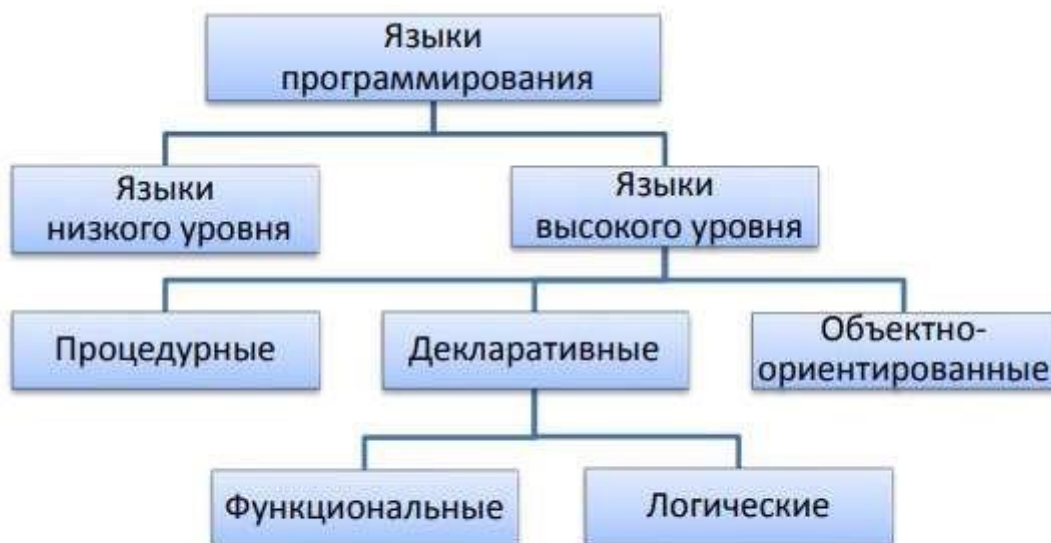 Языки
программирования
Языки
низкого уровня
Языки
высокого уровня
Процедурные
Декларативные
Объектно-
ориентированные
Функциональные
Логические